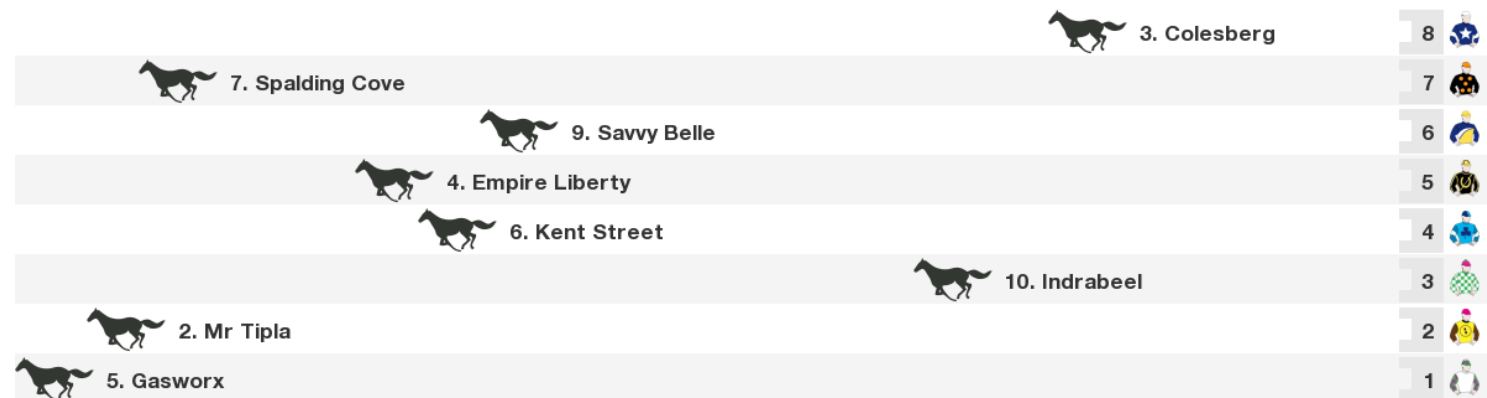 3. Colesberg 8
7. Spalding Cove 7
9. Savvy Belle 6
4. Empire Liberty 5
6. Kent Street 4
10. Indrabeel 3
2. Mr Tipla 2
5. Gasworx 1